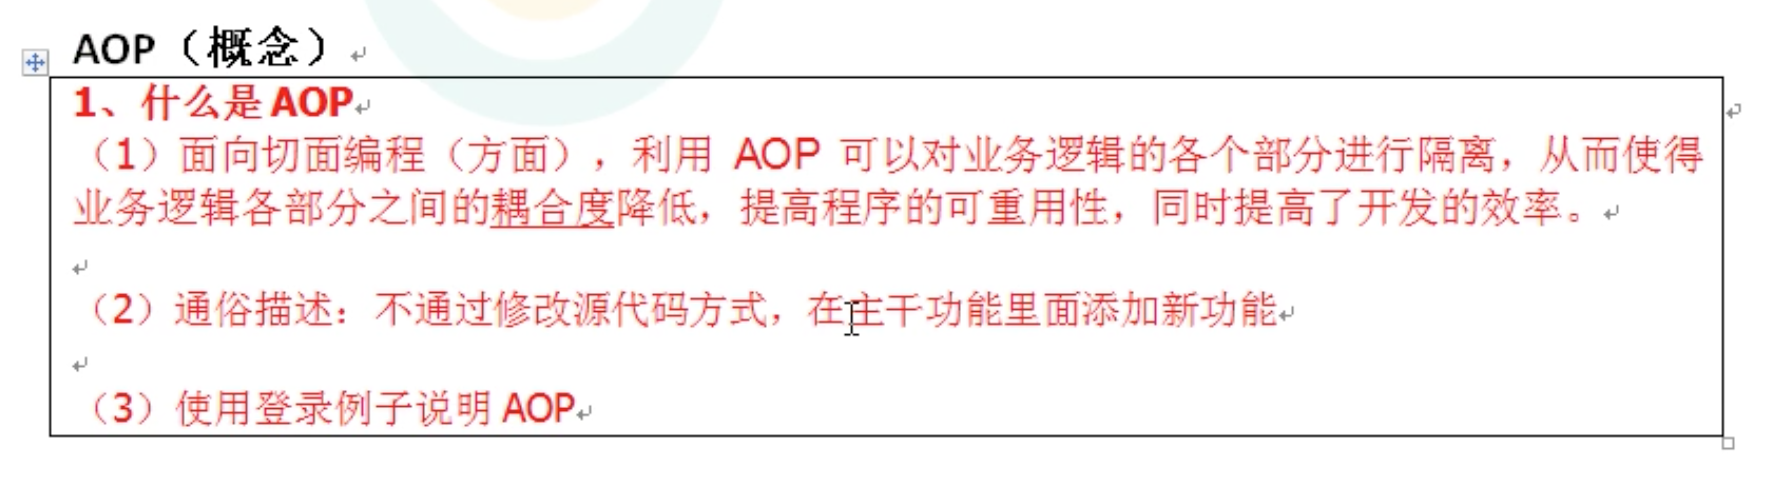 AOP（概念）
1、什么是 AOP
（1）面向切面编程（方面），利用 AOP 可以对业务逻辑的各个部分进行隔离，从而使得
业务逻辑各部分之间的耦合度降低，提高程序的可重用性，同时提高了开发的效率。
（2）通俗描述：不通过修改源代码方式，在主干功能里面添加新功能
（3）使用登录例子说明 AOP